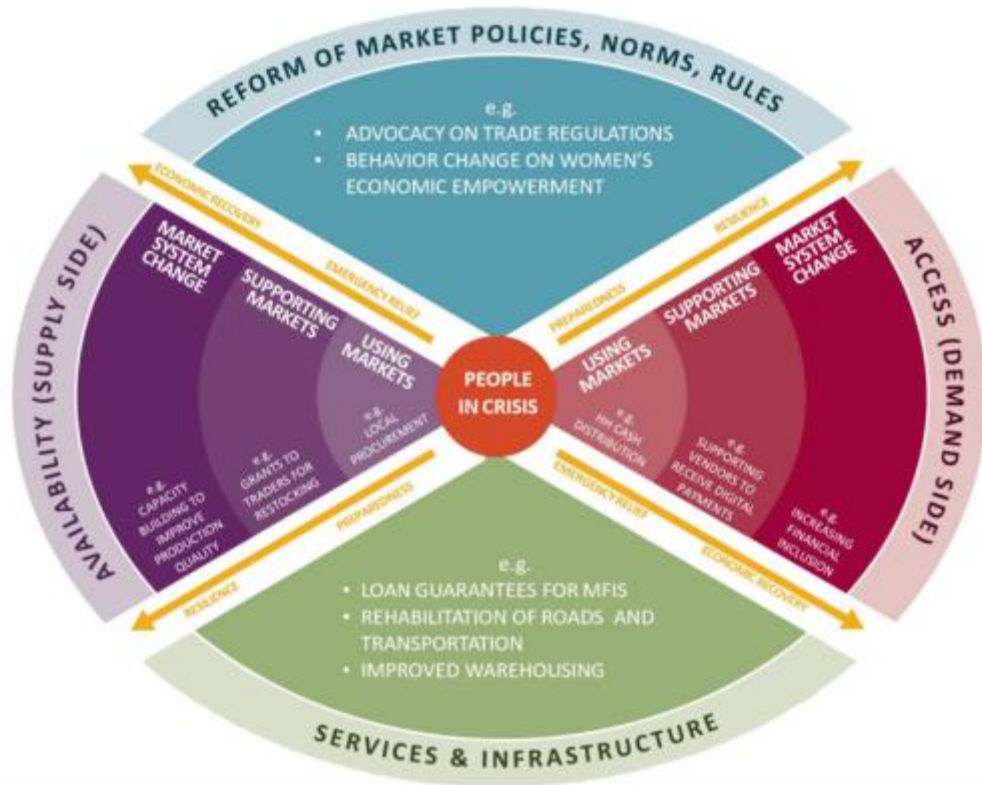 REFORM OF MARKET POLICIES, NORMS, RULES
e.g.
• ADVOCACY ON TRADE REGULATIONS
• BEHAVIOR CHANGE ON WOMEN'S
ECONOMIC EMPOWERMENT
ECONOMIC RECOVERY
EMERGENCY RELIEF
PREPAREDNESS
RESILIENCE
AVAILABILITY (SUPPLY SIDE)
MARKET
SYSTEM
CHANGE
e.g.
CAPACITY
BUILDING TO
IMPROVE
PRODUCTION
QUALITY
SUPPORTING
MARKETS
e.g.
GRANTS TO
TRADERS FOR
RESTOCKING
USING
MARKETS
e.g.
LOCAL
PROCUREMENT
PEOPLE
IN CRISIS
USING
MARKETS
e.g.
HH CASH
DISTRIBUTION
SUPPORTING
MARKETS
e.g.
SUPPORTING
VENDORS TO
RECEIVE DIGITAL
PAYMENTS
MARKET
SYSTEM
CHANGE
e.g.
INCREASING
FINANCIAL
INCLUSION
ACCESS (DEMAND SIDE)
RESILIENCE
PREPAREDNESS
EMERGENCY RELIEF
ECONOMIC RECOVERY
e.g.
• LOAN GUARANTEES FOR MFIS
• REHABILITATION OF ROADS AND
TRANSPORTATION
• IMPROVED WAREHOUSING
SERVICES & INFRASTRUCTURE